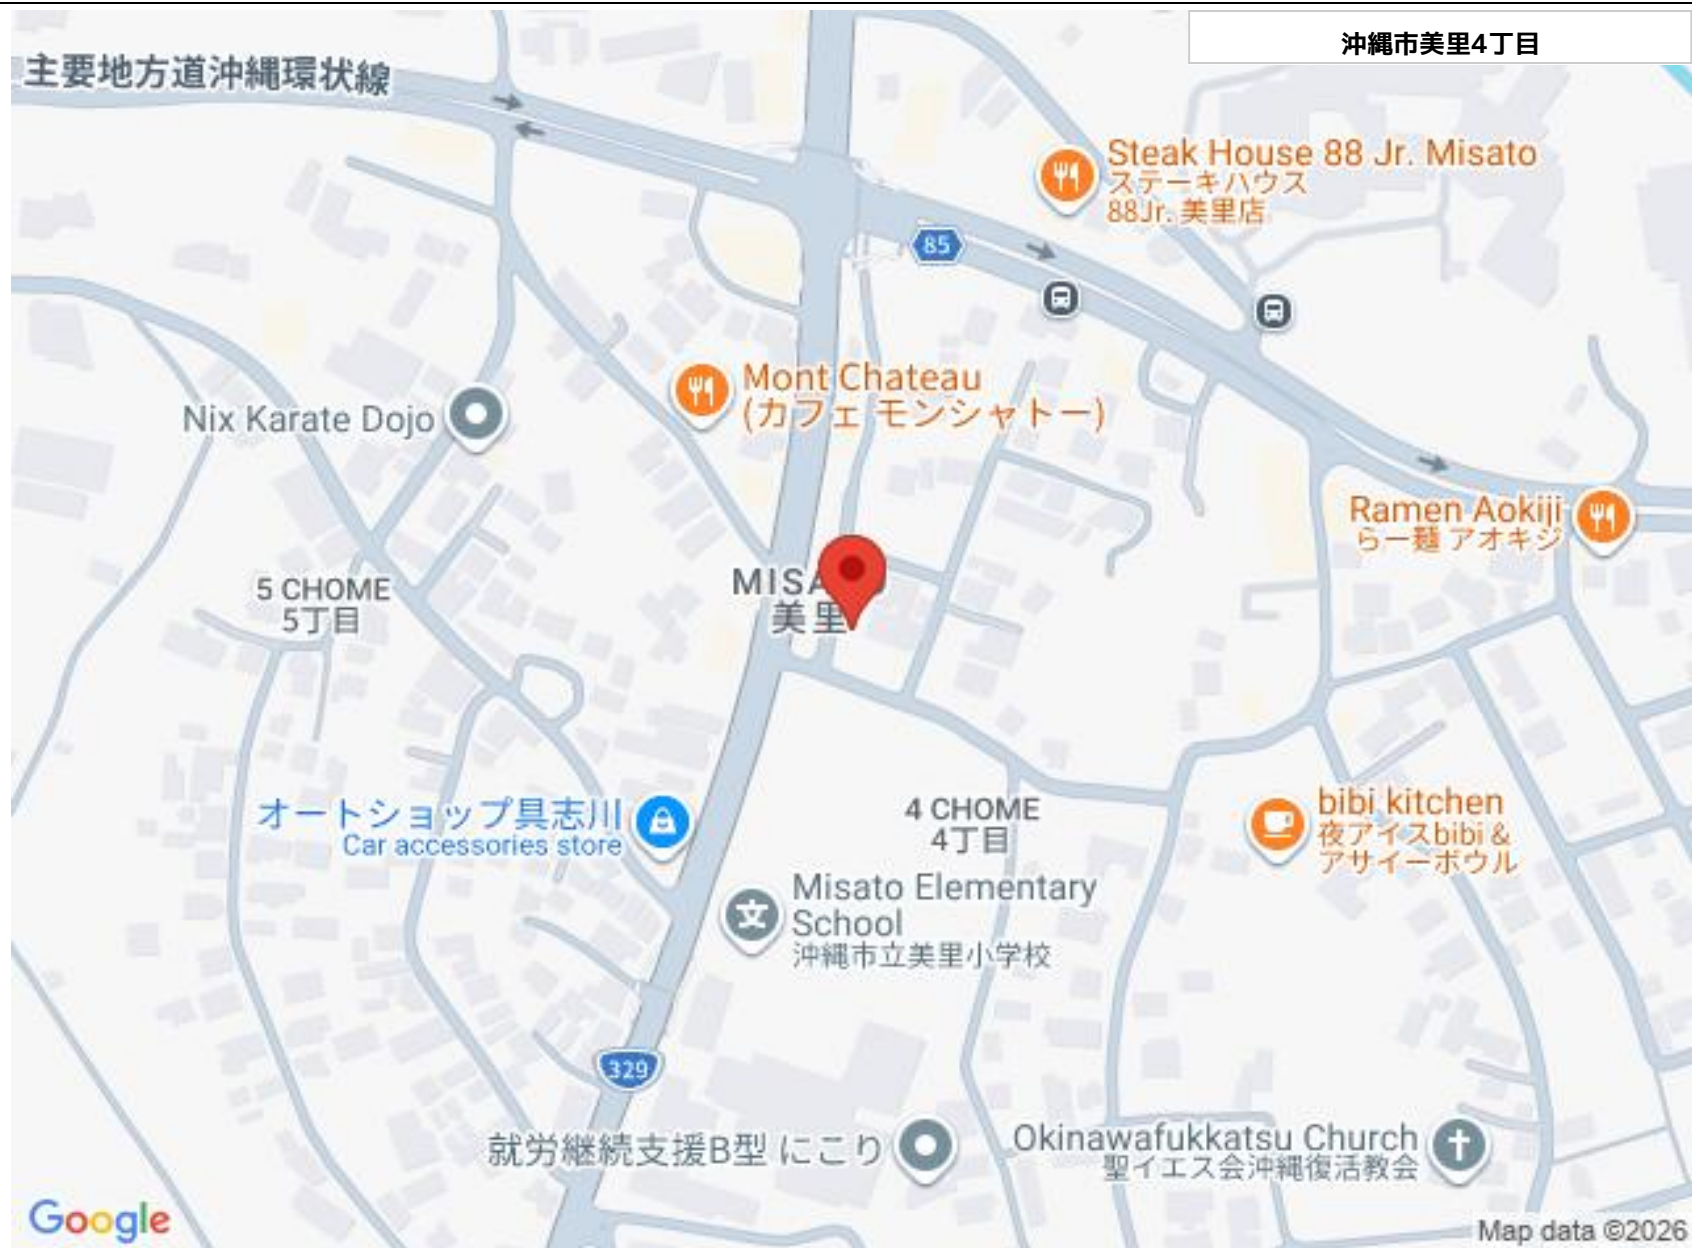 沖縄市美里4丁目
主要地方道沖縄環状線
Steak House 88 Jr. Misato
ステーキハウス
88Jr. 美里店
85
Mont Chateau
(カフェ モンシャトー)
Nix Karate Dojo
Ramen Aokiji
らー麺 アオキジ
5 CHOME
5丁目
美里
オートショップ具志川
Car accessories store
4 CHOME
4丁目
bibi kitchen
夜アイスbibi &
アサイーボウル
文
Misato Elementary
School
沖縄市立美里小学校
329
就労継続支援B型 にこり
Okinawafukkatsu Church
聖イエス会沖縄復活教会
Google
Map data ©2026